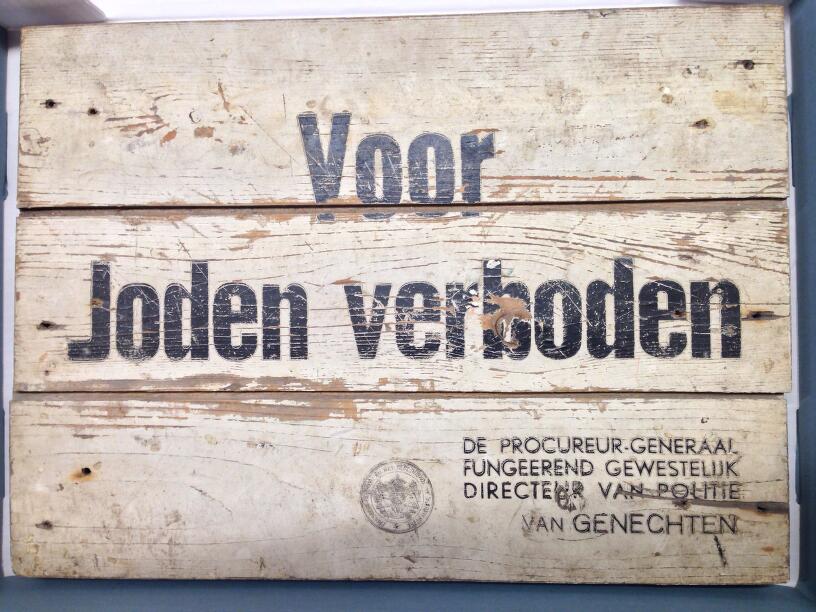 Voor
Joden verboden
DE PROCUREUR-GENERAAL
FUNGEEREND GEWESTELIJK
DIRECTEUR VAN POLITIE
VAN GENECHTEN